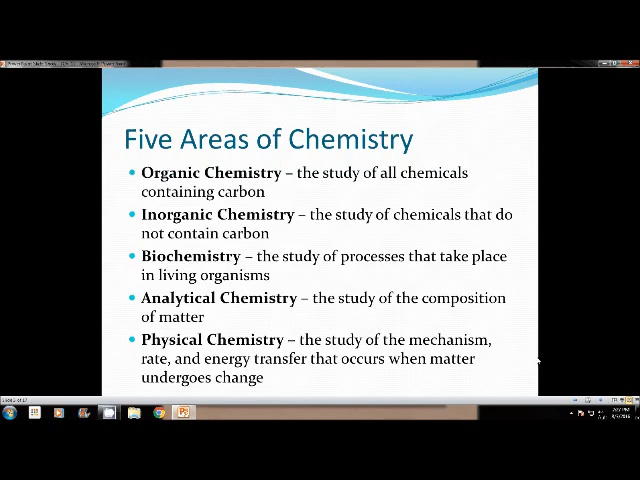 Five Areas of Chemistry
• Organic Chemistry – the study of all chemicals
containing carbon
• Inorganic Chemistry – the study of chemicals that do
not contain carbon
• Biochemistry – the study of processes that take place
in living organisms
• Analytical Chemistry – the study of the composition
of matter
• Physical Chemistry – the study of the mechanism,
rate, and energy transfer that occurs when matter
undergoes change